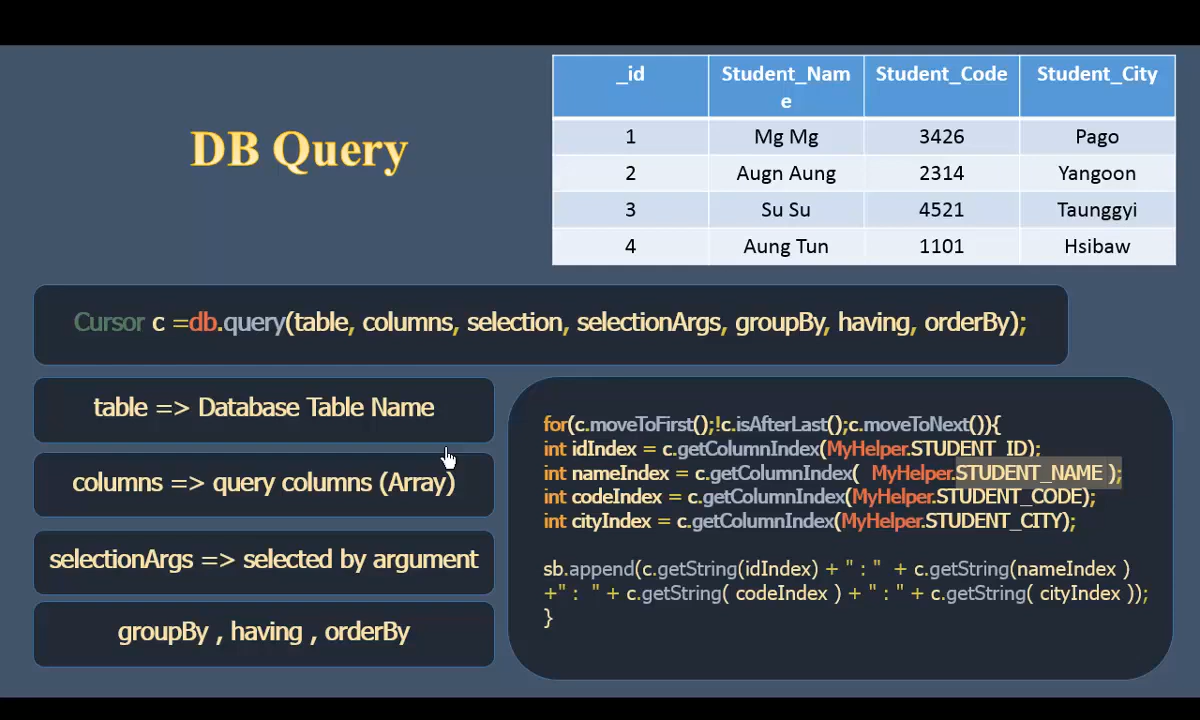 DB Query
_id Student_Name Student_Code Student_City
1 Mg Mg 3426 Pago
2 Augn Aung 2314 Yangoon
3 Su Su 4521 Taunggyi
4 Aung Tun 1101 Hsibaw
Cursor c =db.query(table, columns, selection, selectionArgs, groupBy, having, orderBy);
table => Database Table Name
columns => query columns (Array)
selectionArgs => selected by argument
groupBy , having , orderBy
for(c.moveToFirst();!c.isAfterLast();c.moveToNext()){
int idIndex = c.getColumnIndex(MyHelper.STUDENT_ID);
int nameIndex = c.getColumnIndex( MyHelper.STUDENT_NAME );
int codeIndex = c.getColumnIndex(MyHelper.STUDENT_CODE);
int cityIndex = c.getColumnIndex(MyHelper.STUDENT_CITY);
sb.append(c.getString(idIndex) + " : " + c.getString(nameIndex )
+" : " + c.getString( codeIndex ) + " : " + c.getString( cityIndex ));
}